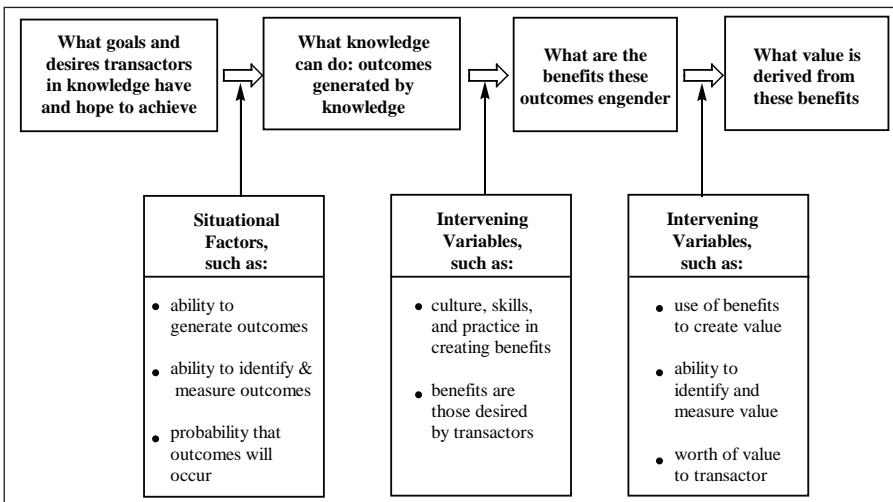 What goals and
desires transactors
in knowledge have
and hope to achieve
What knowledge
can do: outcomes
generated by
knowledge
What are the
benefits these
outcomes engender
What value is
derived from
these benefits
Situational
Factors,
such as:
• ability to
generate outcomes
• ability to identify &
measure outcomes
• probability that
outcomes will
occur
Intervening
Variables,
such as:
• culture, skills,
and practice in
creating benefits
• benefits are
those desired
by transactors
Intervening
Variables,
such as:
• use of benefits
to create value
• ability to
identify and
measure value
• worth of value
to transactor